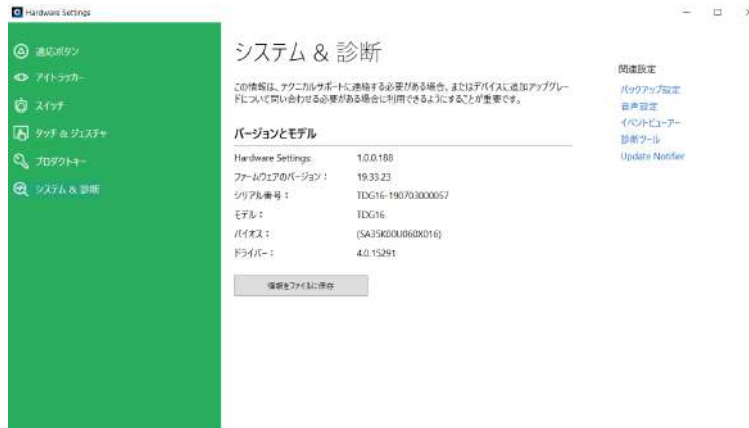 Hardware Settings
適応ボタン
アイトラッカー
スイッチ
タッチ & ジェスチャ
プロダクトキー
システム & 診断
システム & 診断
この情報は、テクニカルサポートに連絡する必要がある場合、またはデバイスに追加アップグレー
ドについて問い合わせる必要がある場合に利用できるようにすることが重要です。
バージョンとモデル
Hardware Settings: 1.0.0.188
ファームウェアのバージョン: 19.33.23
シリアル番号: TDG16-190703000057
モデル: TDG16
バイオス: (SA35K00U060X016)
ドライバー: 4.0.15291
情報をファイルに保存
関連設定
バックアップ設定
音声設定
イベントビューアー
診断ツール
Update Notifier